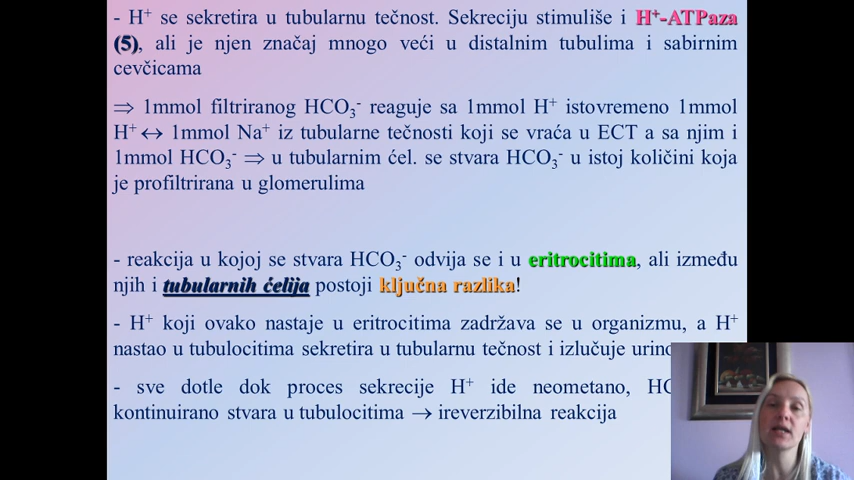 - H⁺ se sekretira u tubularnu tečnost. Sekreciju stimuliše i H⁺-ATPaza
(5), ali je njen značaj mnogo veći u distalnim tubulima i sabirnim
cevčicama
⇒ 1mmol filtriranog HCO₃⁻ reaguje sa 1mmol H⁺ istovremeno 1mmol
H⁺ ↔ 1mmol Na⁺ iz tubularne tečnosti koji se vraća u ECT a sa njim i
1mmol HCO₃⁻ ⇒ u tubularnim ćel. se stvara HCO₃⁻ u istoj količini koja
je profiltrirana u glomerulima
- reakcija u kojoj se stvara HCO₃⁻ odvija se i u eritrocitima, ali između
njih i tubularnih ćelija postoji ključna razlika!
- H⁺ koji ovako nastaje u eritrocitima zadržava se u organizmu, a H⁺
nastao u tubulocitima sekretira u tubularnu tečnost i izlučuje
- sve dotle dok proces sekrecije H⁺ ide neometano,
kontinuirano stvara u tubulocitima → ireverzibilna reakcija